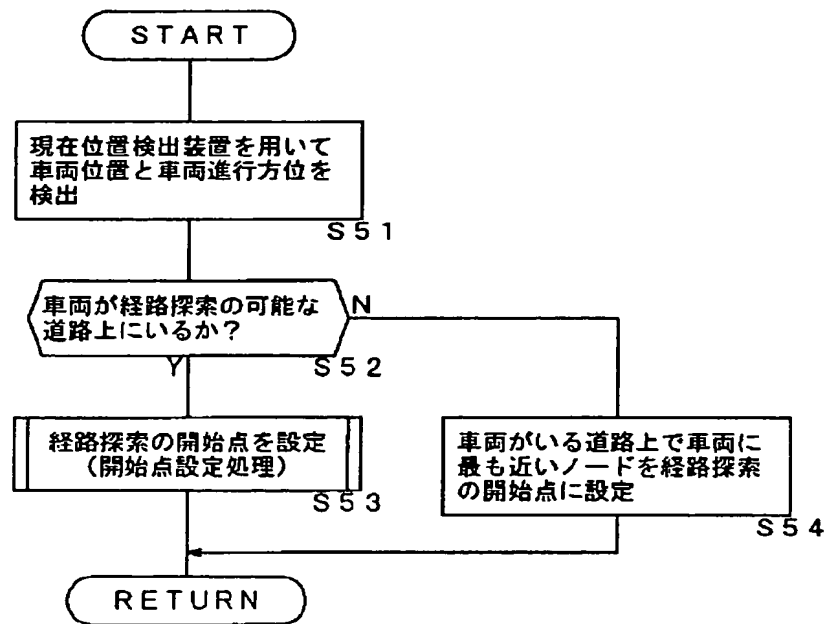 START
現在位置検出装置を用いて
車両位置と車両進行方位を
検出
S51
車両が経路探索の可能な
道路上にいるか？
N
Y
S52
経路探索の開始点を設定
(開始点設定処理)
S53
車両がいる道路上で車両に
最も近いノードを経路探索
の開始点に設定
S54
RETURN